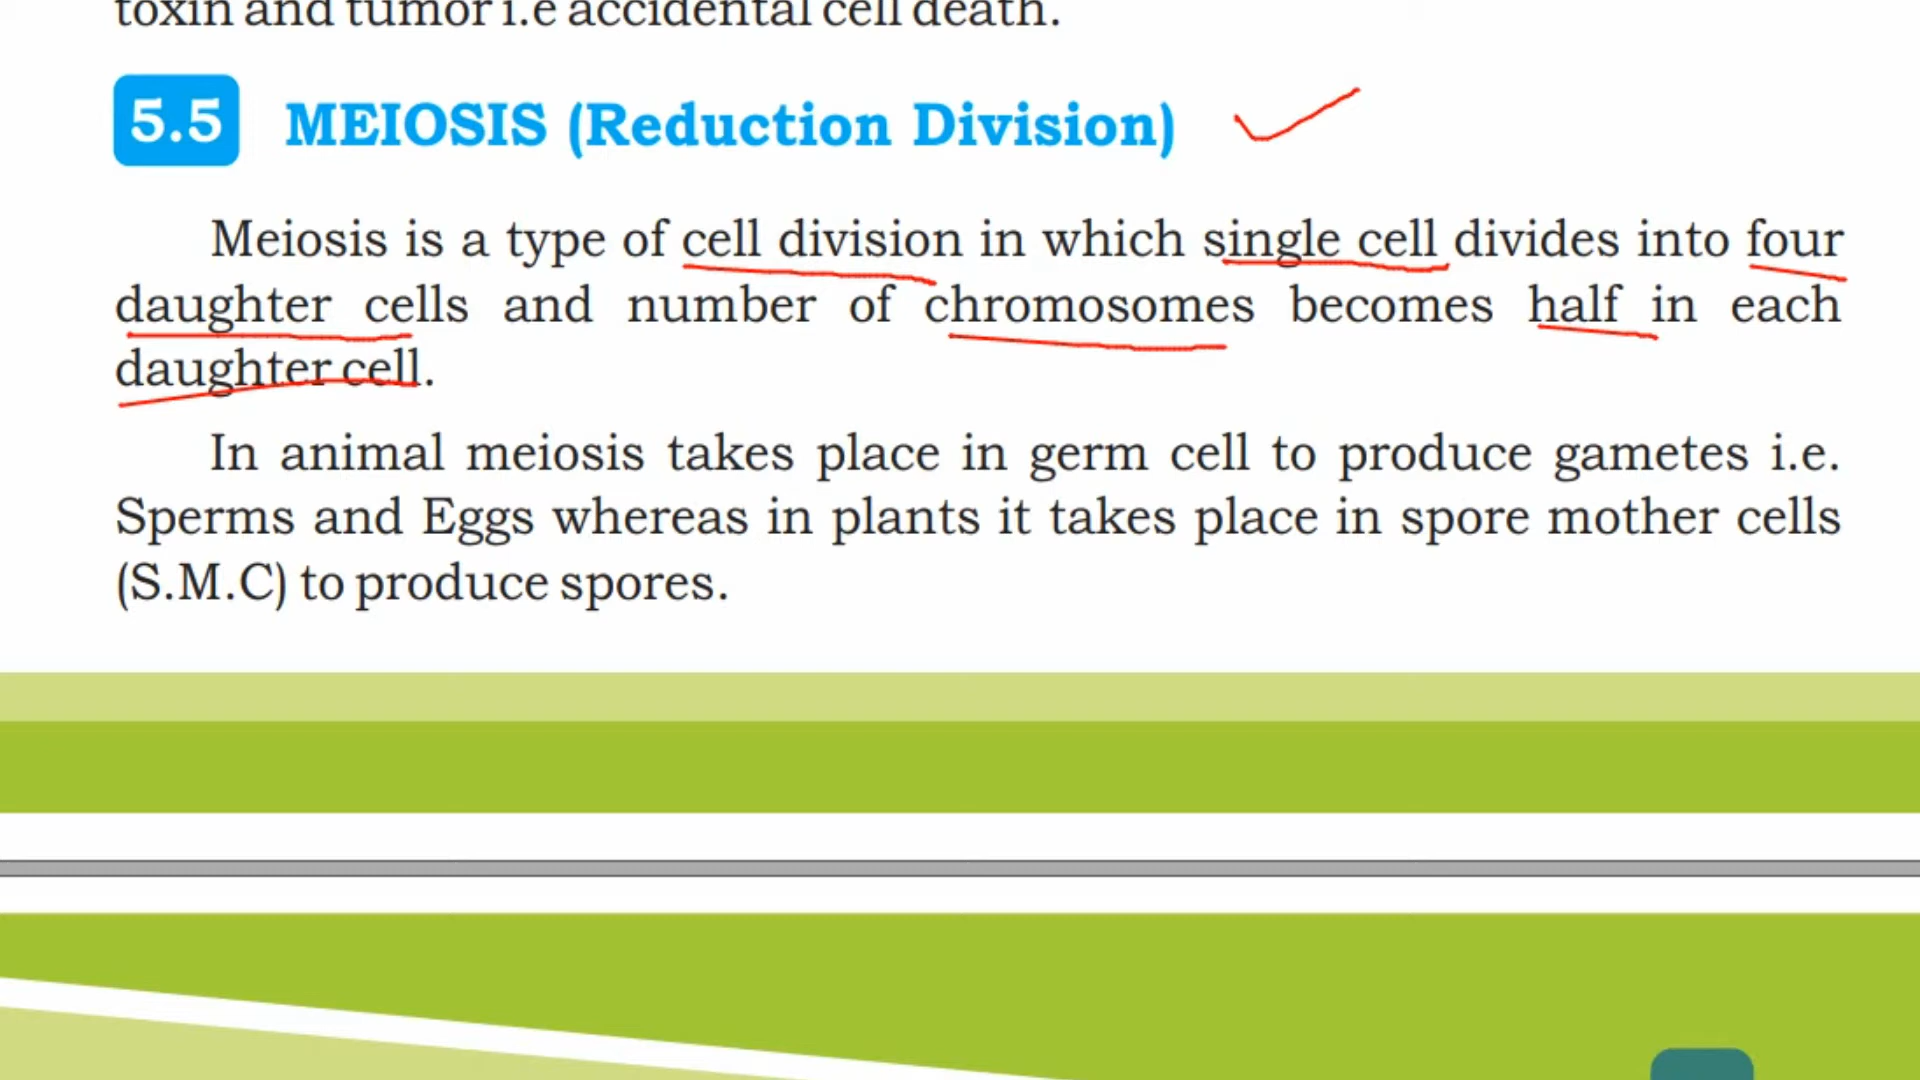 toxin and tumor i.e accidental cell death.
5.5 MEIOSIS (Reduction Division)
Meiosis is a type of cell division in which single cell divides into four
daughter cells and number of chromosomes becomes half in each
daughter cell.
In animal meiosis takes place in germ cell to produce gametes i.e.
Sperms and Eggs whereas in plants it takes place in spore mother cells
(S.M.C) to produce spores.